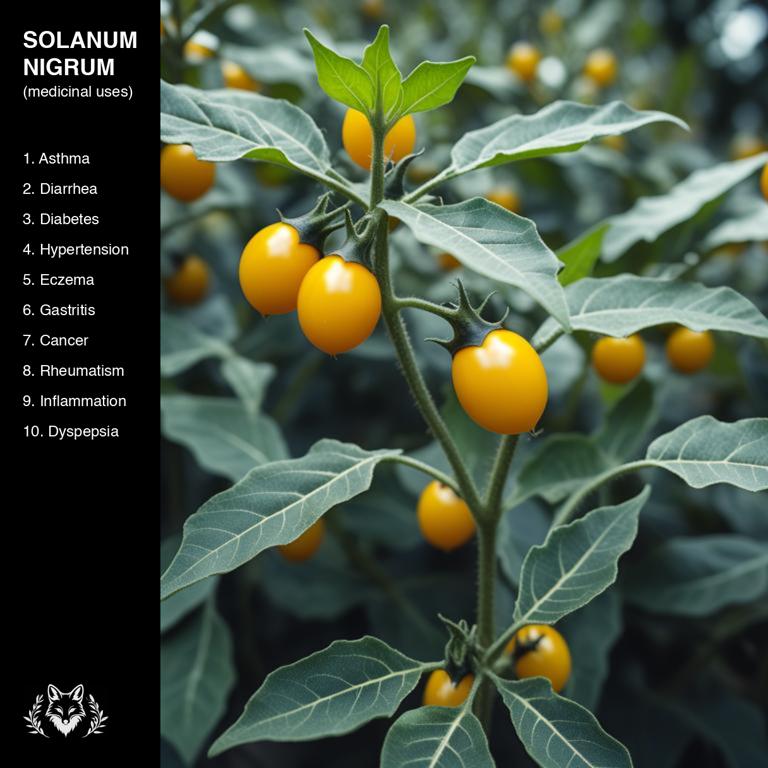 SOLANUM
NIGRUM
(medicinal uses)
1. Asthma
2. Diarrhea
3. Diabetes
4. Hypertension
5. Eczema
6. Gastritis
7. Cancer
8. Rheumatism
9. Inflammation
10. Dyspepsia